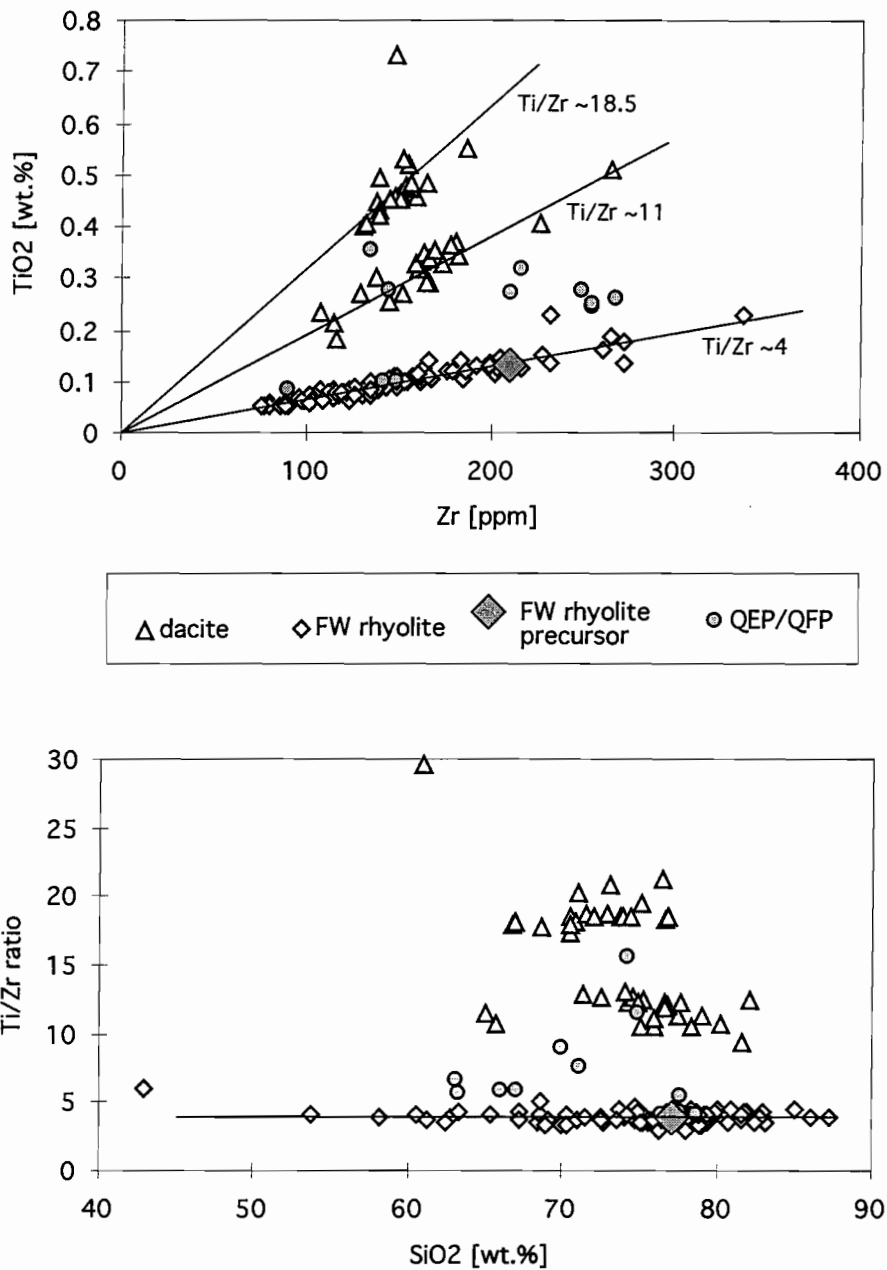 0.8
0.7
0.6
0.5
0.4
0.3
0.2
0.1
0
TiO2 [wt.%]
Ti/Zr ~18.5
Ti/Zr ~11
Ti/Zr ~4
0 100 200 300 400
Zr [ppm]
dacite FW rhyolite FW rhyolite precursor QEP/QFP
30
25
20
15
10
5
0
Ti/Zr ratio
40 50 60 70 80 90
SiO2 [wt.%]